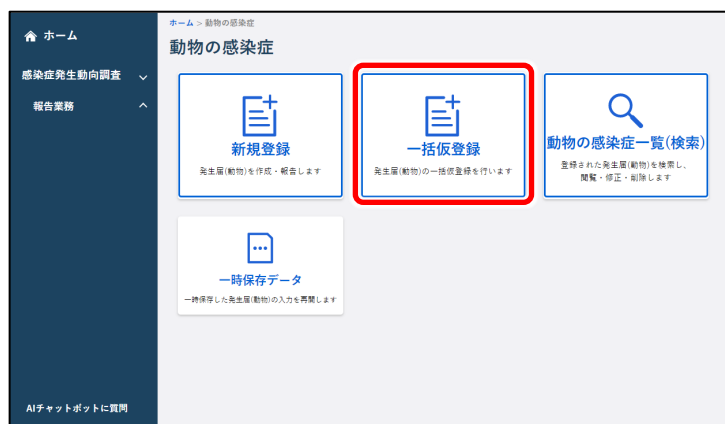 ホーム > 動物の感染症
ホーム
動物の感染症
感染症発生動向調査
報告業務
新規登録
発生届(動物)を作成・報告します
一括仮登録
発生届(動物)の一括仮登録を行います
動物の感染症一覧(検索)
登録された発生届(動物)を検索し、
閲覧・修正・削除します
一時保存データ
一時保存した発生届(動物)の入力を再開します
AIチャットボットに質問